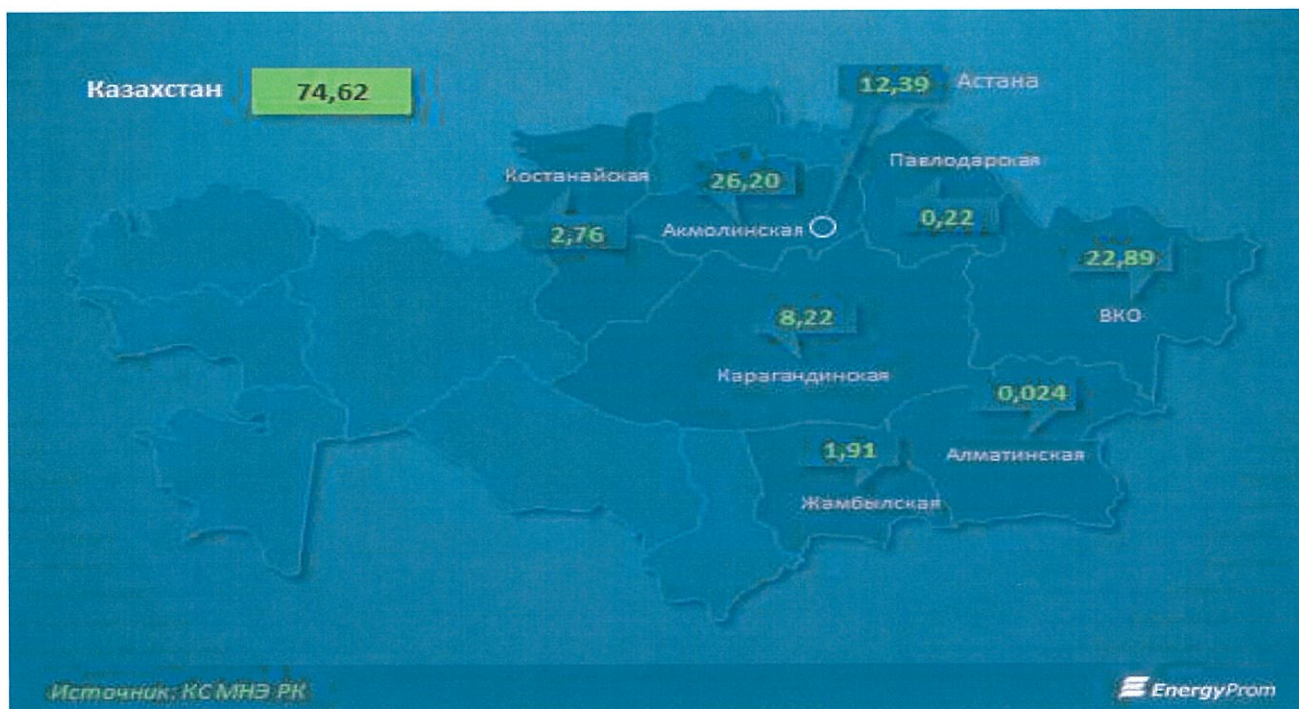 Казахстан 74,62
12,39 Астана
Костанайская
2,76
26,20
Акмолинская
Павлодарская
0,22
22,89
ВКО
8,22
Карагандинская
0,024
Алматинская
1,91
Жамбылская
Источник: КС МНЭ РК
EnergyProm